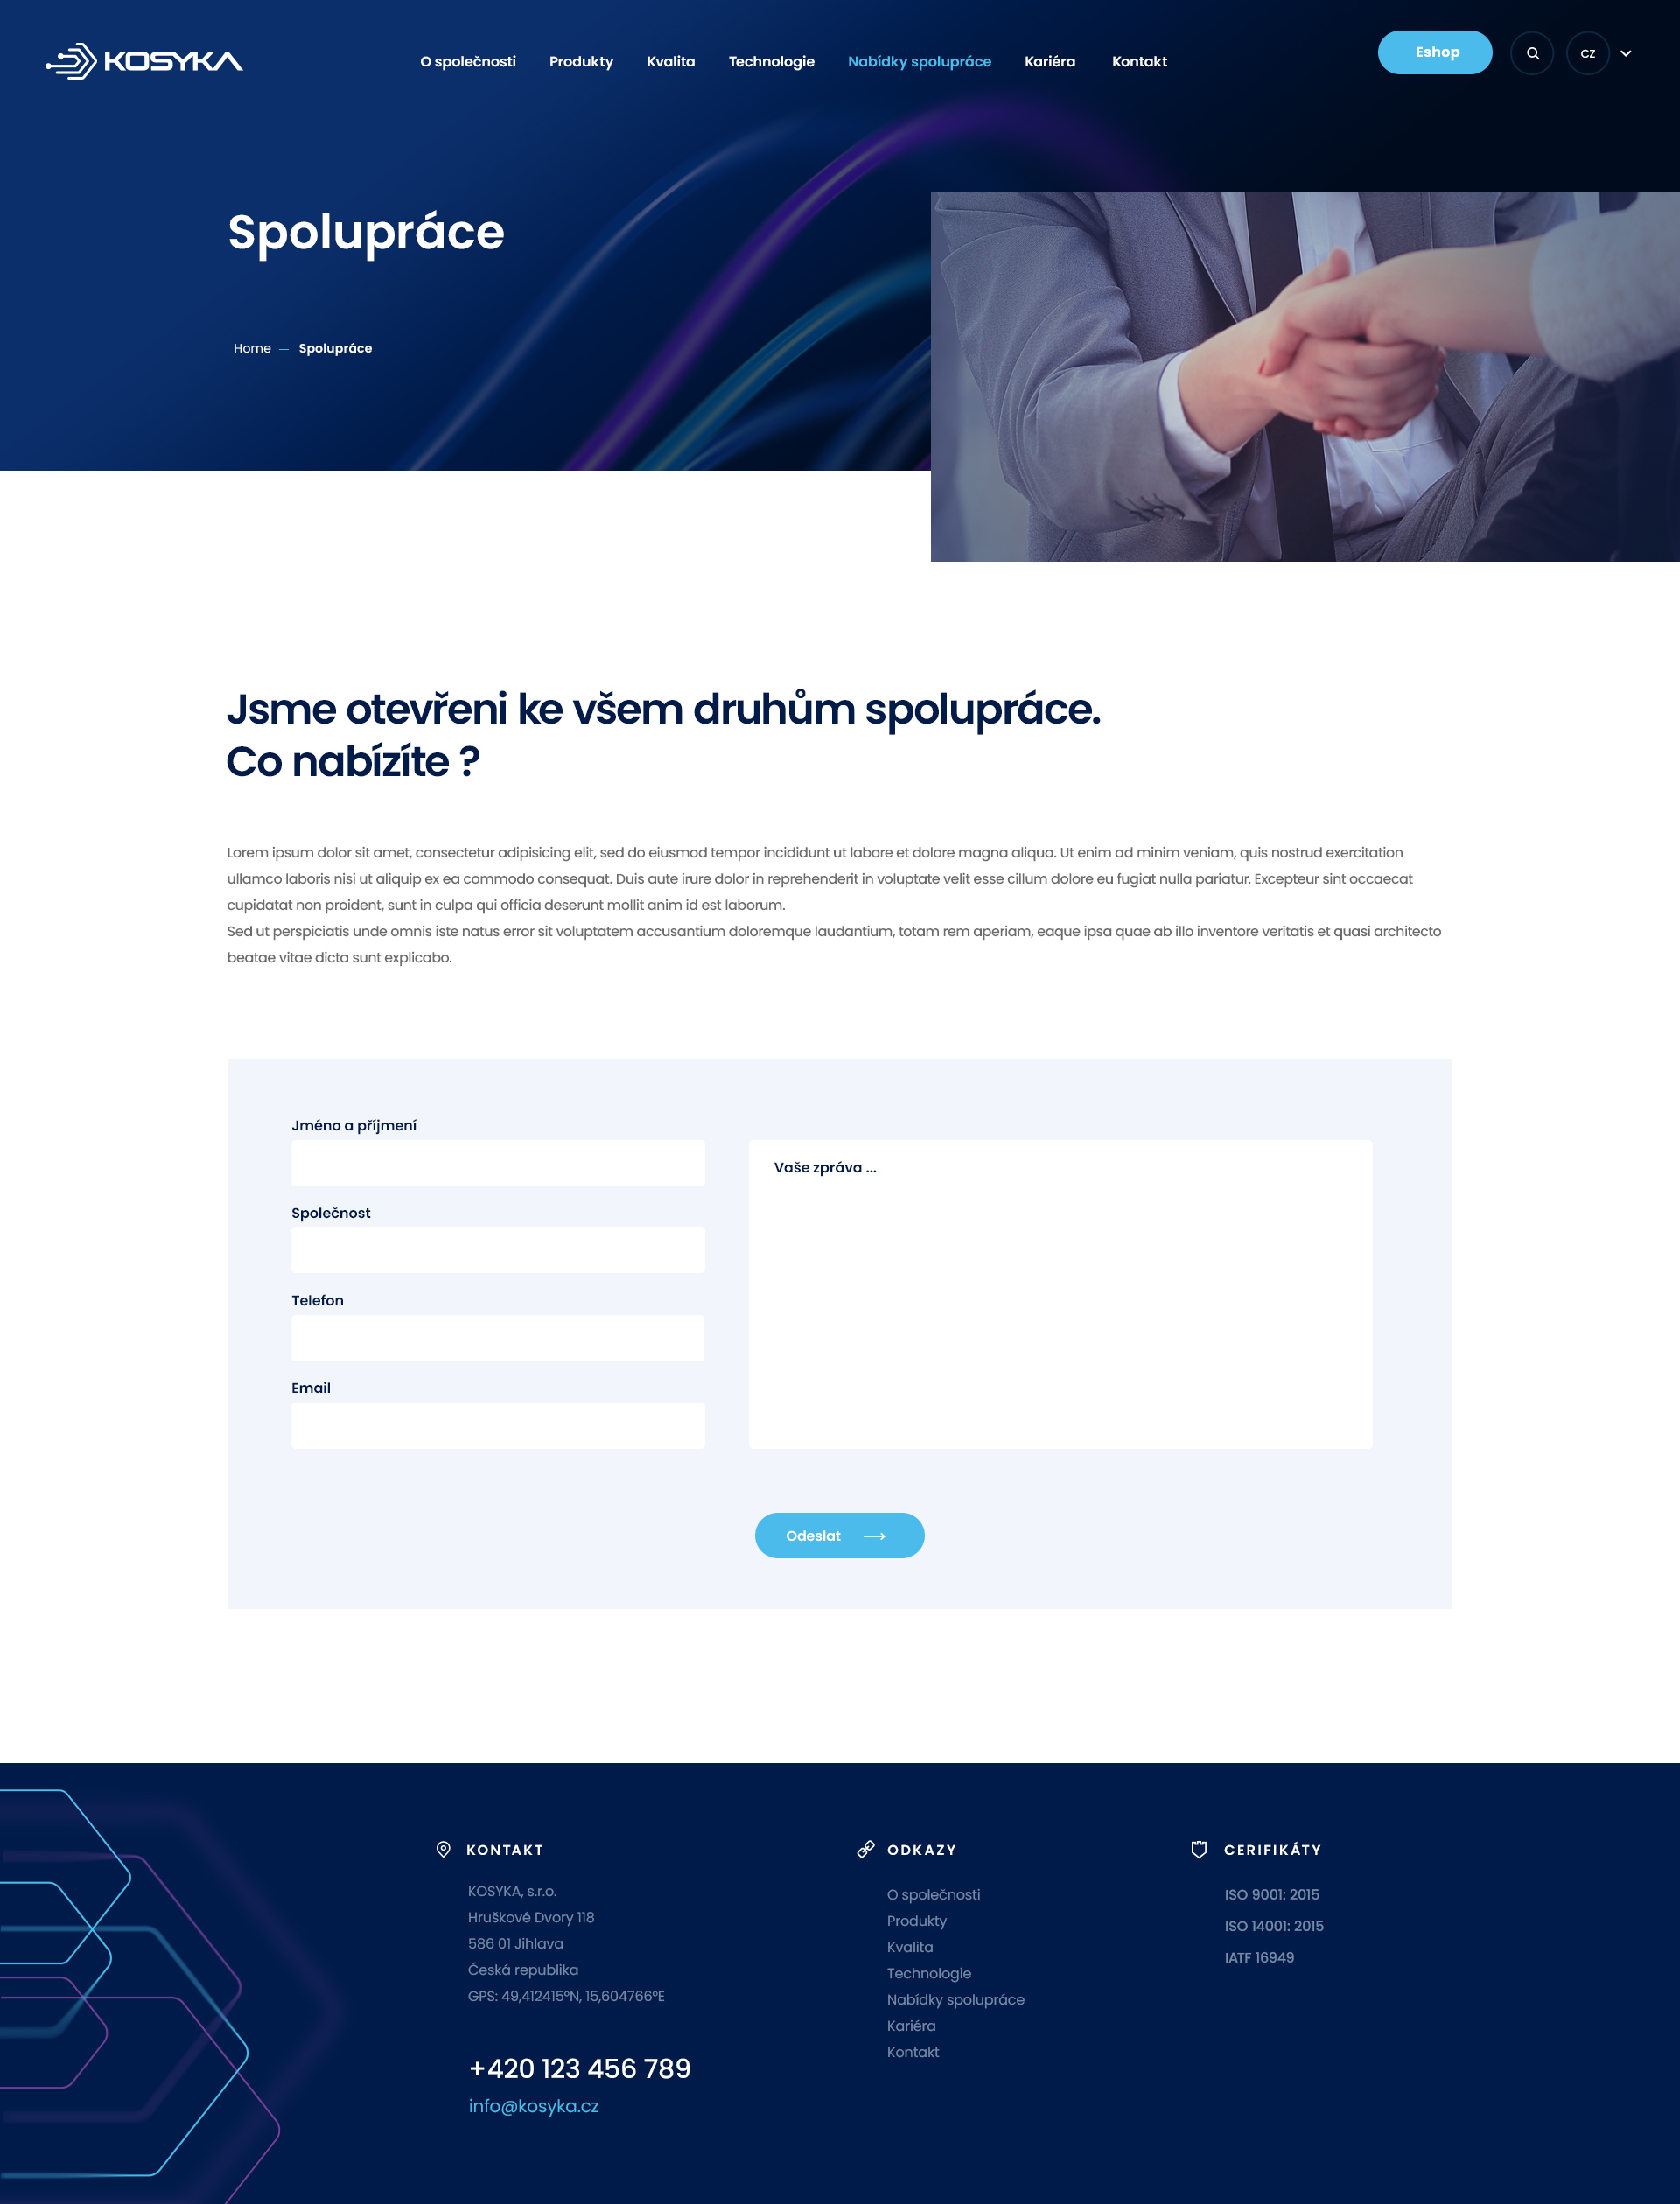 KOSYKA
O společnosti Produkty Kvalita Technologie Nabídky spolupráce Kariéra Kontakt
Eshop
CZ
Spolupráce
Home — Spolupráce
Jsme otevřeni ke všem druhům spolupráce.
Co nabízíte ?
Lorem ipsum dolor sit amet, consectetur adipisicing elit, sed do eiusmod tempor incididunt ut labore et dolore magna aliqua. Ut enim ad minim veniam, quis nostrud exercitation
ullamco laboris nisi ut aliquip ex ea commodo consequat. Duis aute irure dolor in reprehenderit in voluptate velit esse cillum dolore eu fugiat nulla pariatur. Excepteur sint occaecat
cupidatat non proident, sunt in culpa qui officia deserunt mollit anim id est laborum.
Sed ut perspiciatis unde omnis iste natus error sit voluptatem accusantium doloremque laudantium, totam rem aperiam, eaque ipsa quae ab illo inventore veritatis et quasi architecto
beatae vitae dicta sunt explicabo.
Jméno a příjmení
Společnost
Telefon
Email
Vaše zpráva ...
Odeslat
KONTAKT
KOSYKA, s.r.o.
Hruškové Dvory 118
586 01 Jihlava
Česká republika
GPS: 49,412415°N, 15,604766°E
+420 123 456 789
info@kosyka.cz
ODKAZY
O společnosti
Produkty
Kvalita
Technologie
Nabídky spolupráce
Kariéra
Kontakt
CERIFIKÁTY
ISO 9001: 2015
ISO 14001: 2015
IATF 16949